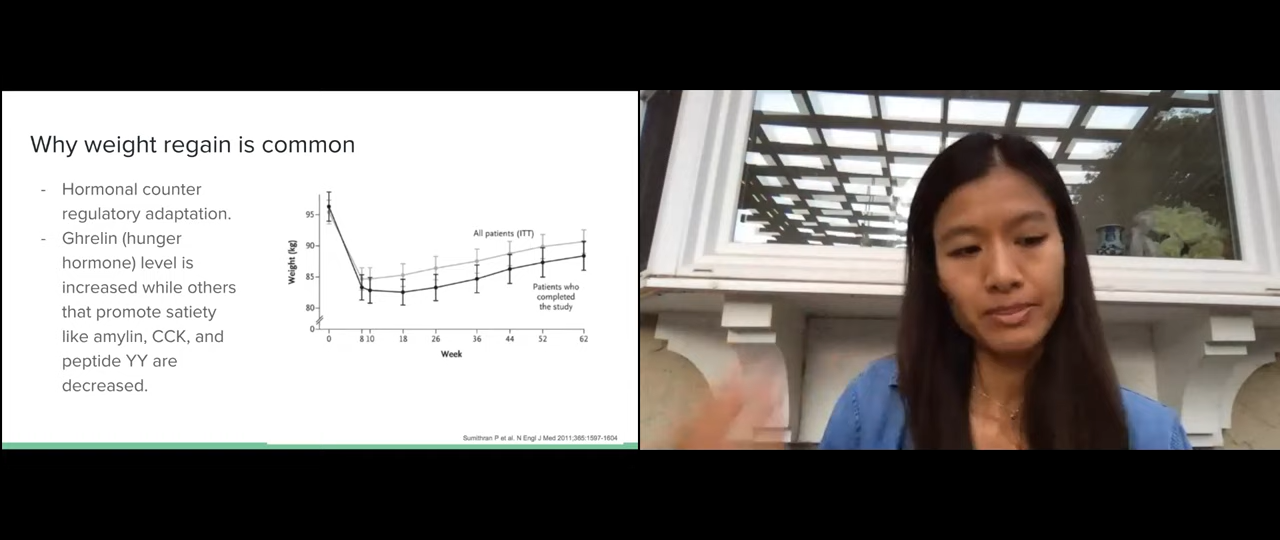 Why weight regain is common
- Hormonal counter
regulatory adaptation.
- Ghrelin (hunger
hormone) level is
increased while others
that promote satiety
like amylin, CCK, and
peptide YY are
decreased.
Weight (kg)
95
90
85
80
0
All patients (ITT)
Patients who
completed
the study
0 8 10 18 26 36 44 52 62
Week
Sumithran P et al. N Engl J Med 2011;365:1597-1604